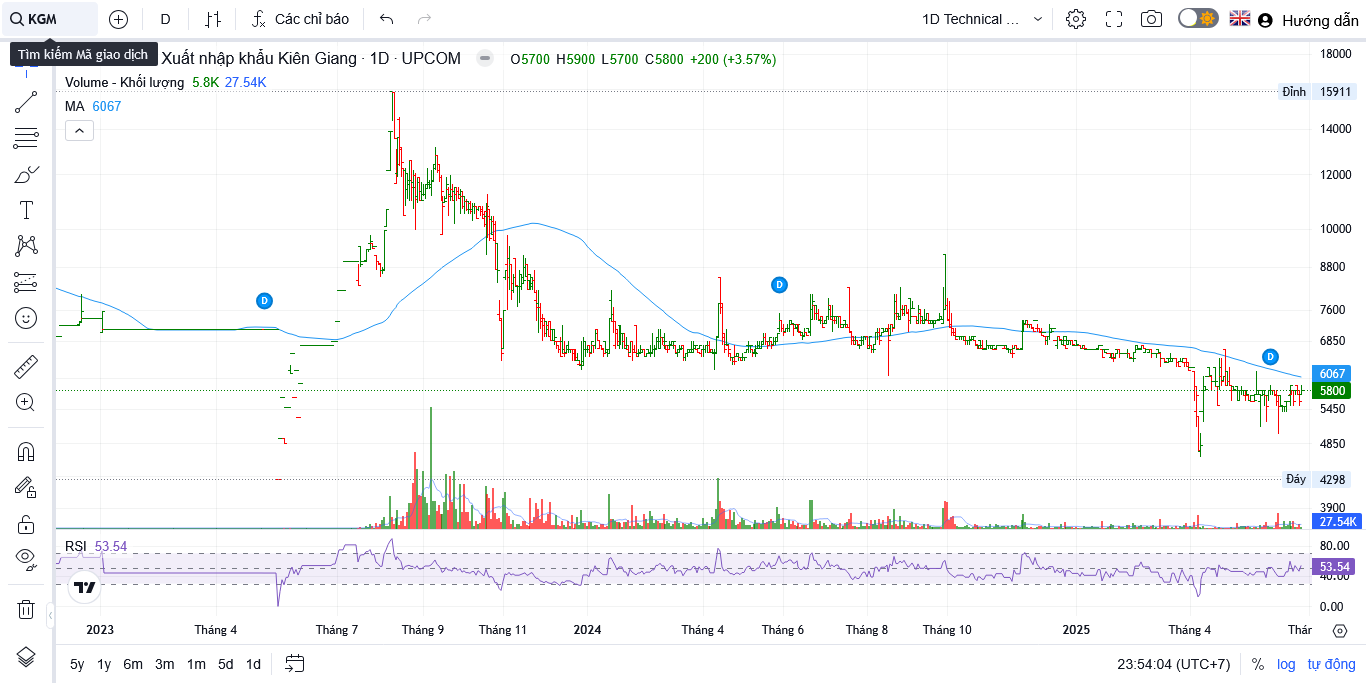 KGM
D
Các chỉ báo
1D Technical ...
Hướng dẫn
Tìm kiếm Mã giao dịch
Xuất nhập khẩu Kiên Giang · 1D · UPCOM
O5700 H5900 L5700 C5800 +200 (+3.57%)
Volume - Khối lượng 5.8K 27.54K
MA 6067
18000
Đỉnh 15911
14000
12000
10000
8800
7600
6850
6067
5800
5450
4850
Đáy 4298
3900
27.54K
D
D
D
RSI 53.54
80.00
53.54
40.00
0.00
2023 Tháng 4 Tháng 7 Tháng 9 Tháng 11 2024 Tháng 4 Tháng 6 Tháng 8 Tháng 10 2025 Tháng 4 Thár
5y 1y 6m 3m 1m 5d 1d
23:54:04 (UTC+7) % log tự động